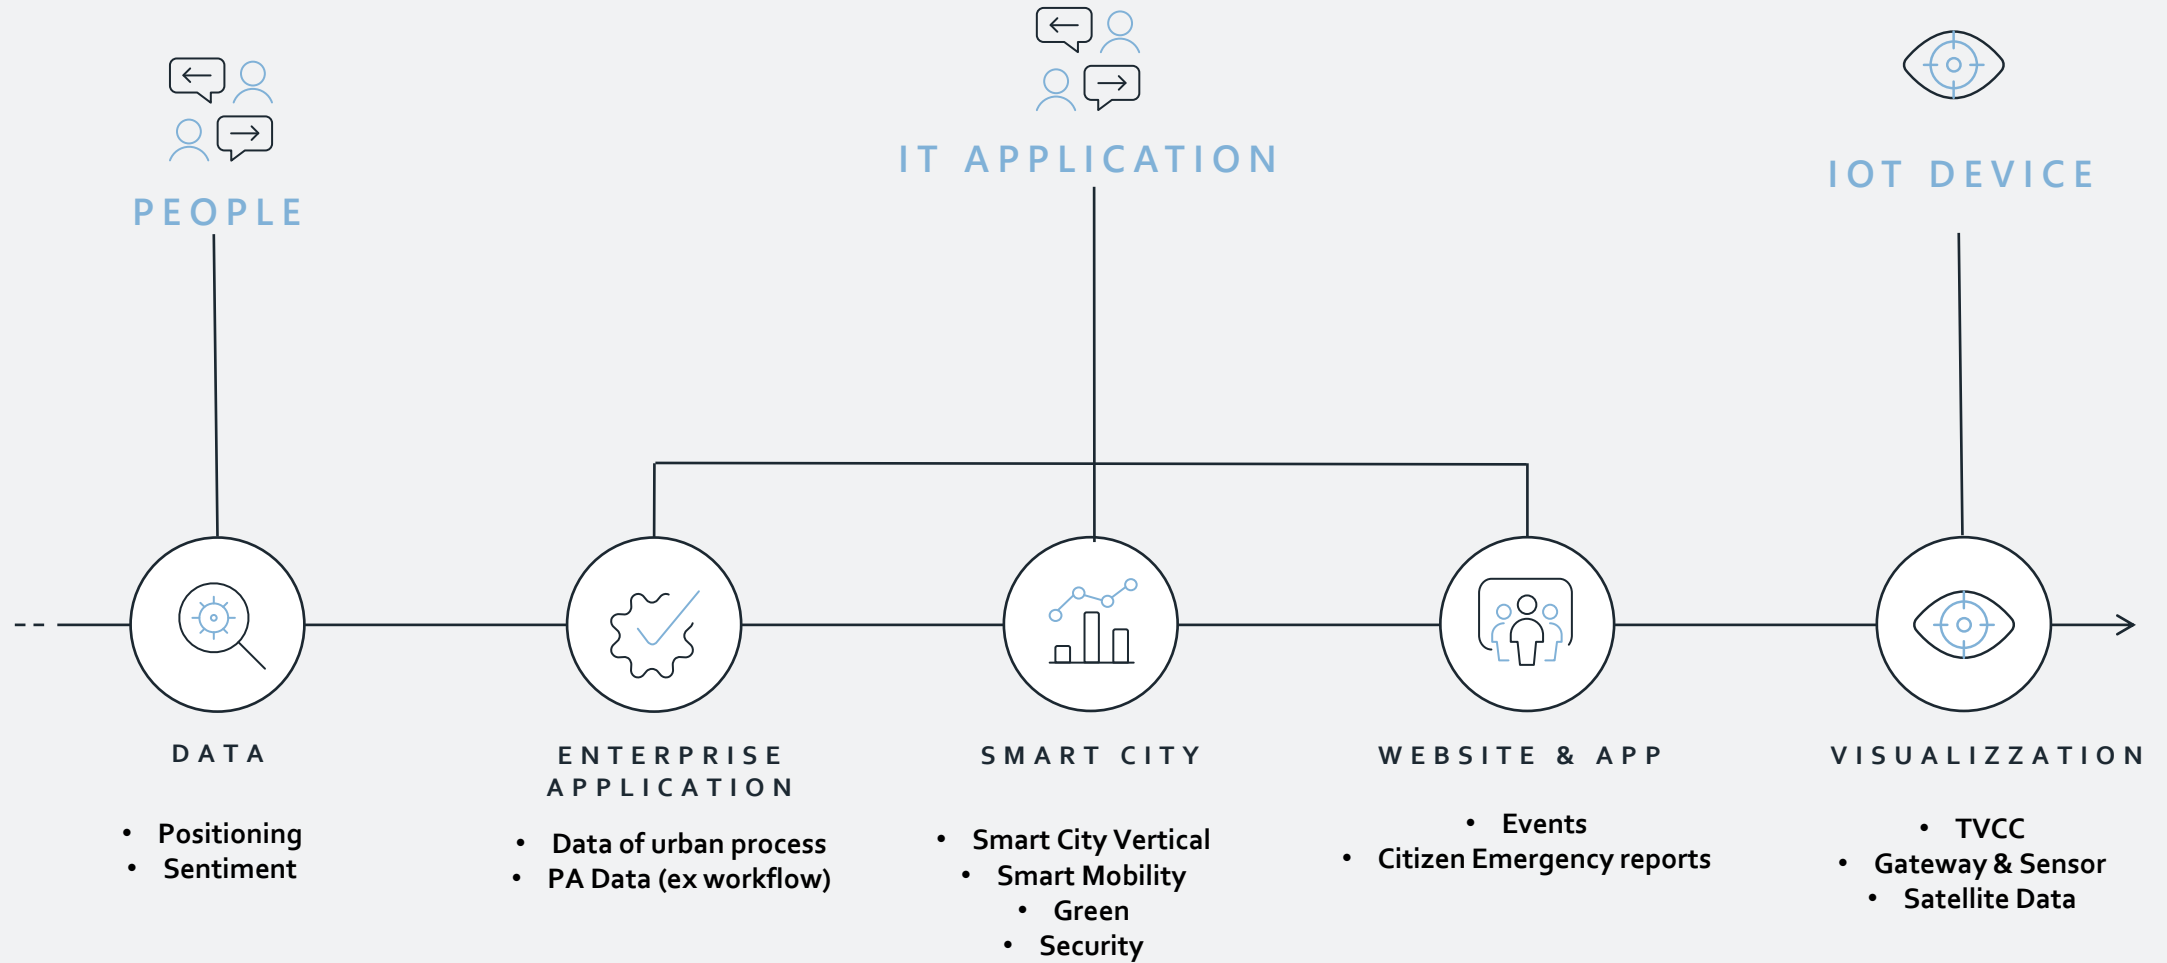 PEOPLE
IT APPLICATION
IOT DEVICE
DATA
• Positioning
• Sentiment
ENTERPRISE
APPLICATION
• Data of urban process
• PA Data (ex workflow)
SMART CITY
• Smart City Vertical
• Smart Mobility
• Green
• Security
WEBSITE & APP
• Events
• Citizen Emergency reports
VISUALIZZATION
• TVCC
• Gateway & Sensor
• Satellite Data